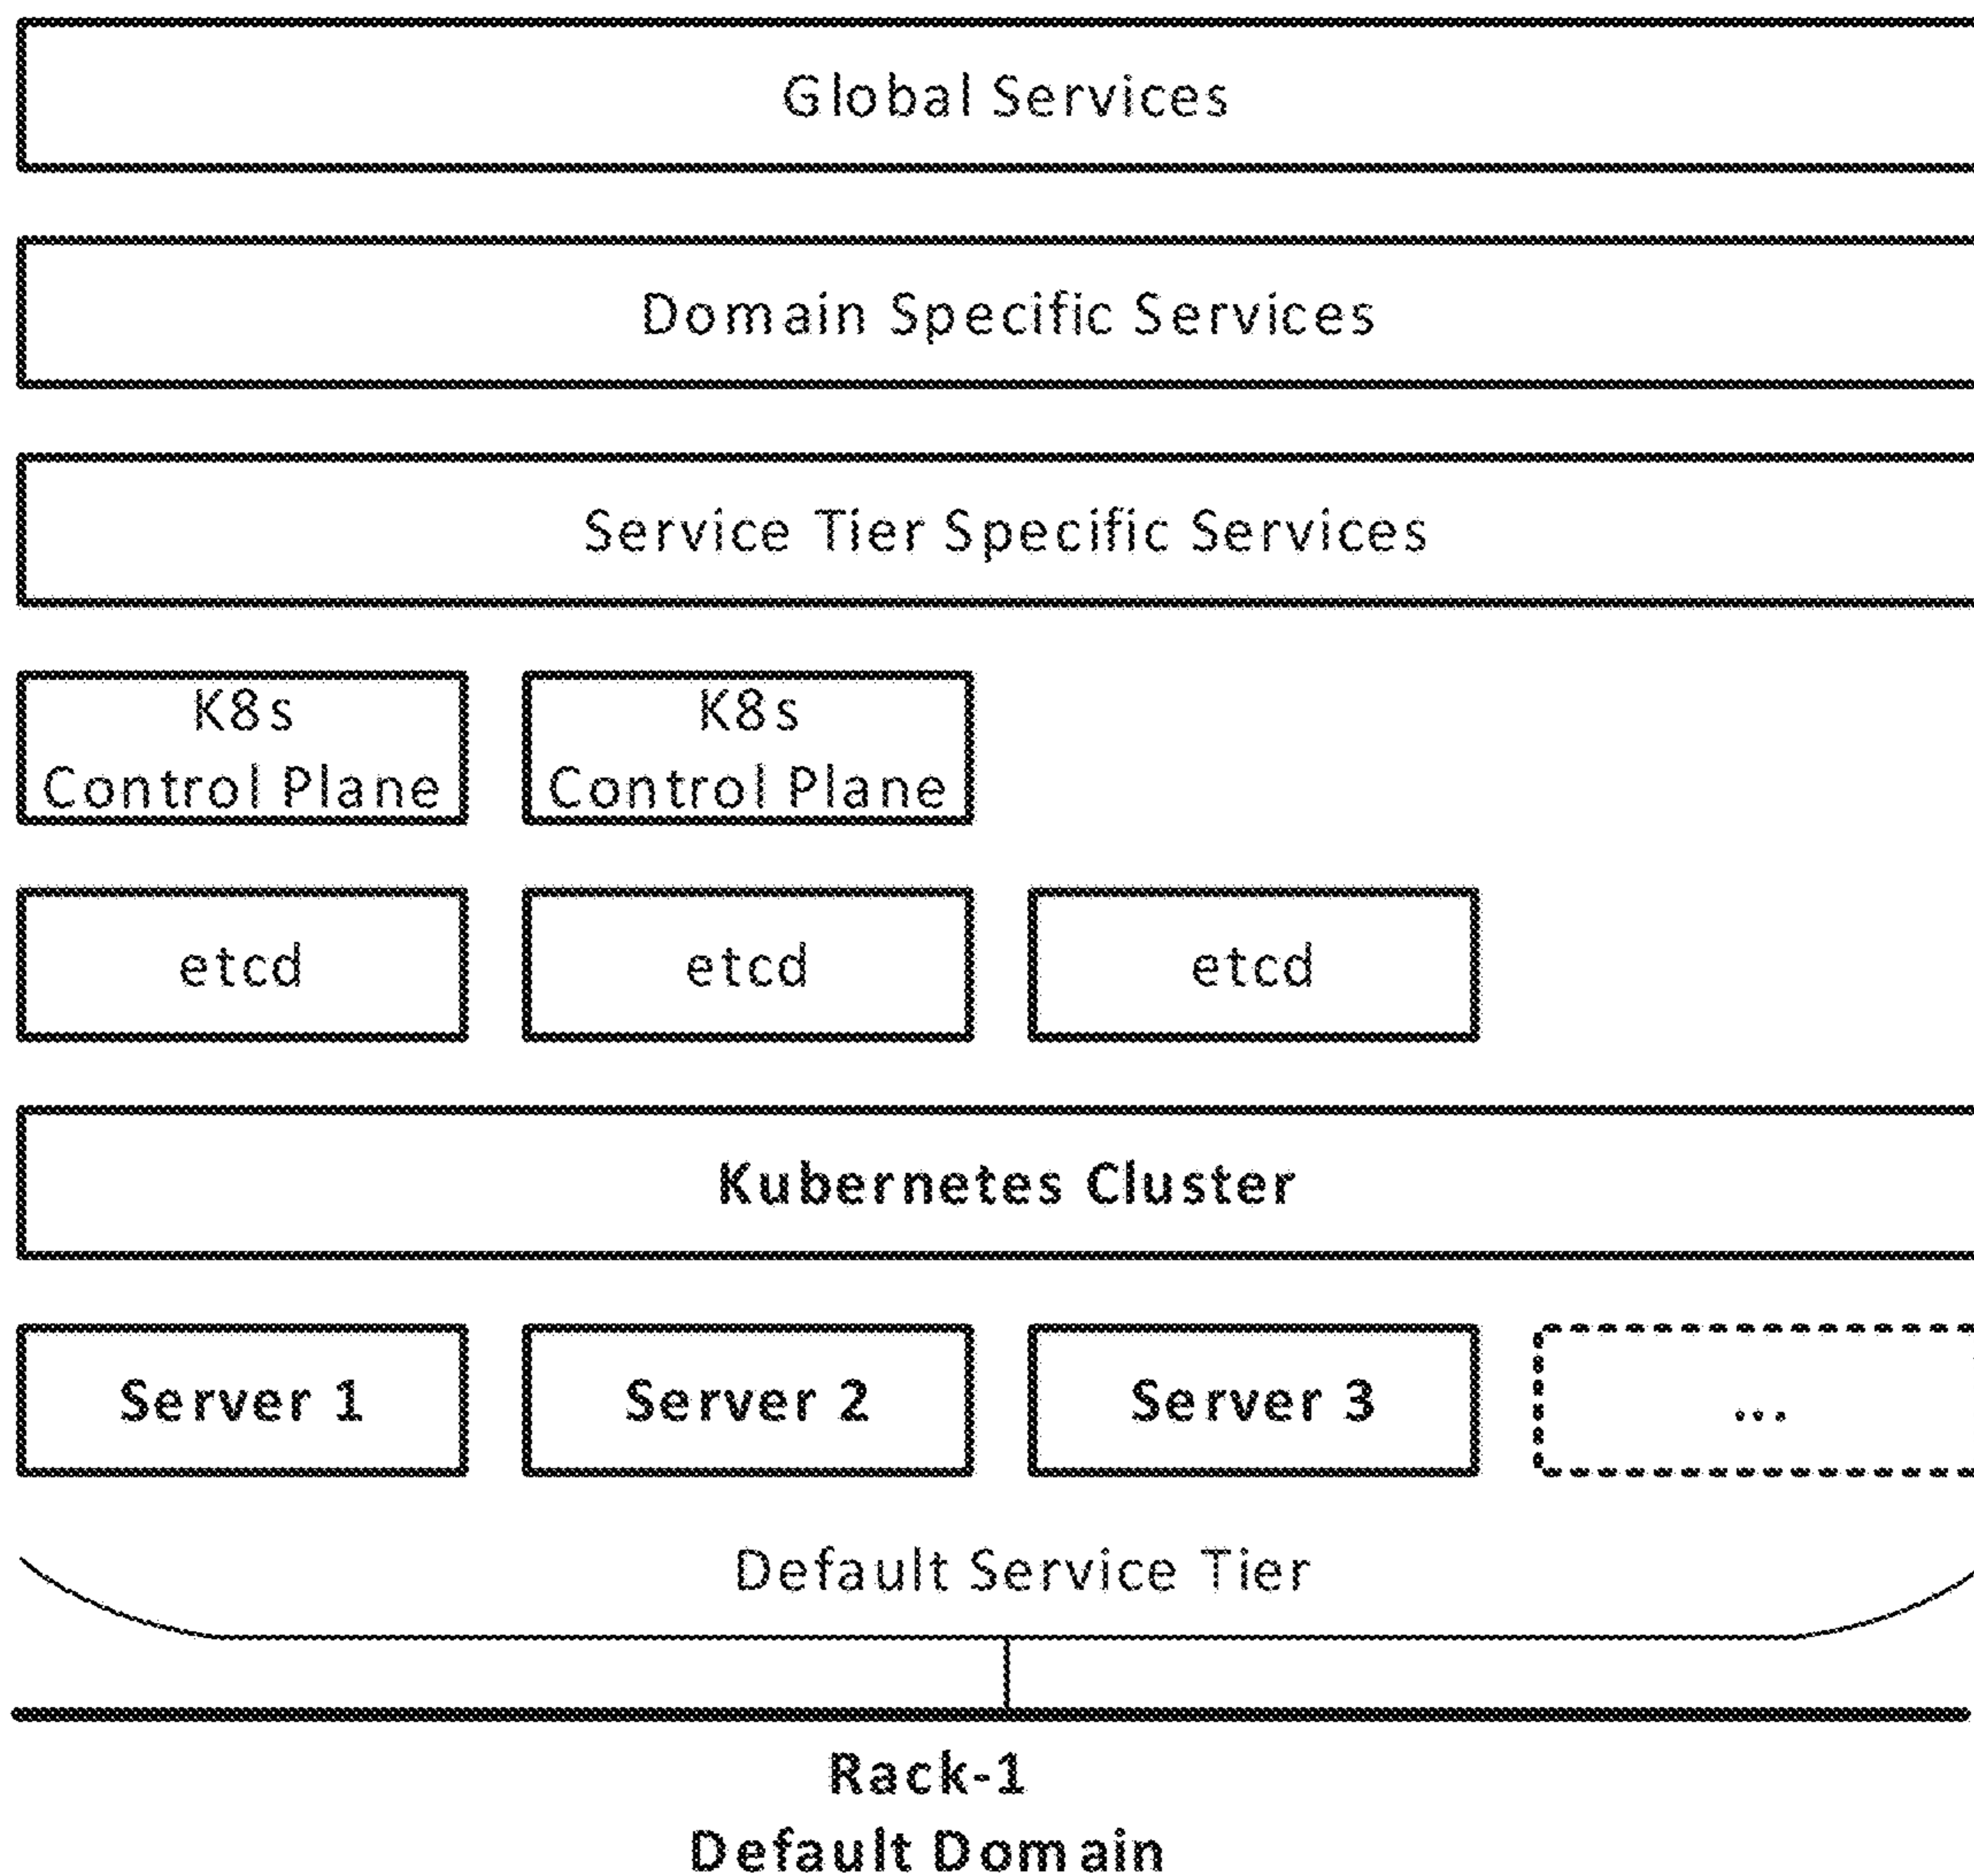 Global Services
Domain Specific Services
Service Tier Specific Services
K8s
Control Plane
K8s
Control Plane
etcd
etcd
etcd
Kubernetes Cluster
Server 1
Server 2
Server 3
...
Default Service Tier
Rack-1
Default Domain